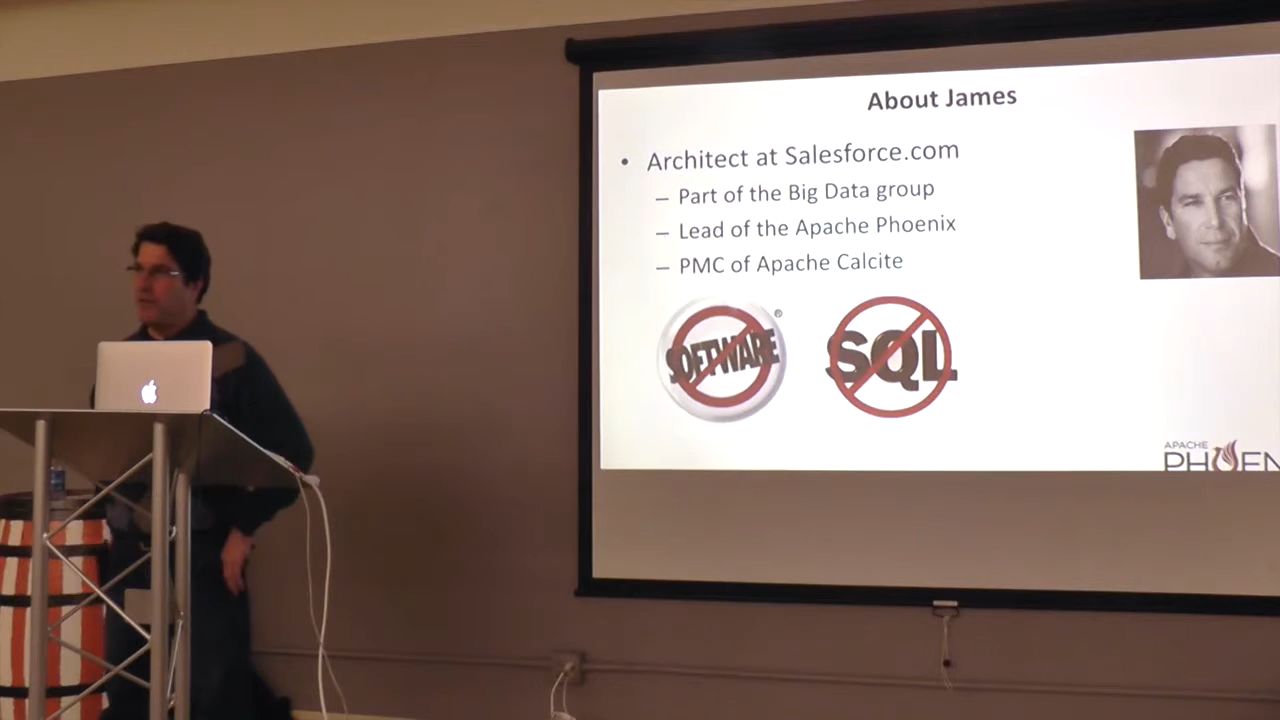 About James
• Architect at Salesforce.com
– Part of the Big Data group
– Lead of the Apache Phoenix
– PMC of Apache Calcite
SOFTWARE ®
SQL
APACHE
PHOEN